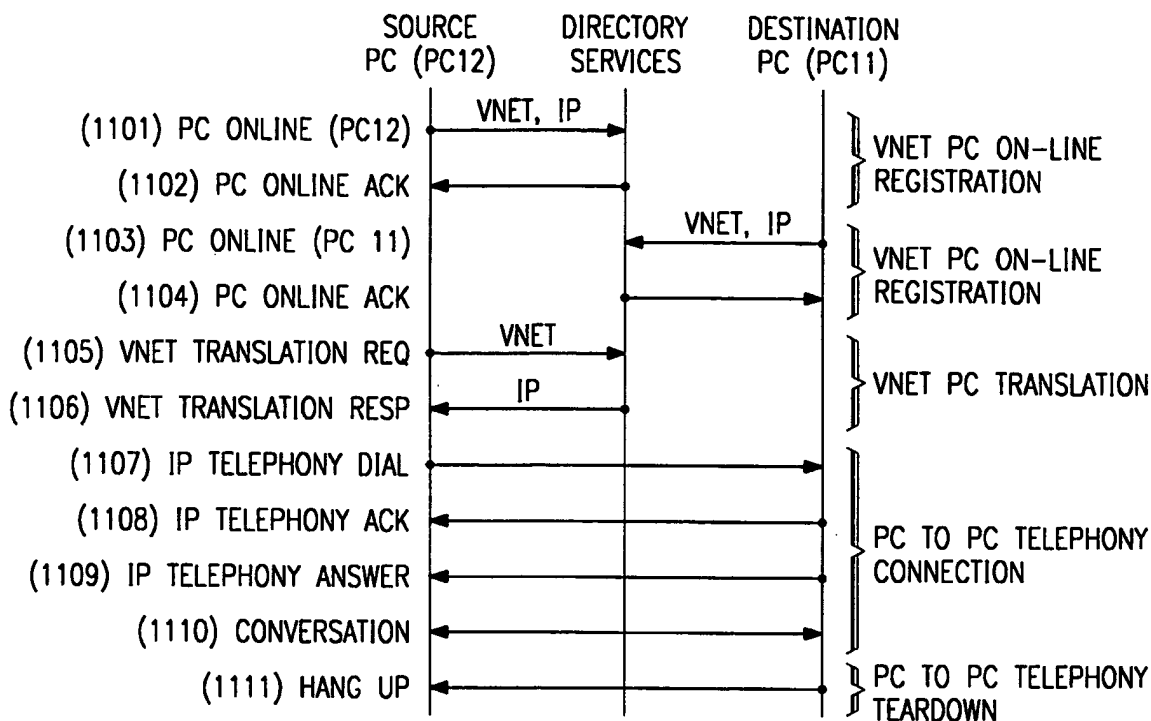 SOURCE
PC (PC12)
DIRECTORY
SERVICES
DESTINATION
PC (PC11)
(1101) PC ONLINE (PC12)
VNET, IP
VNET PC ON-LINE
REGISTRATION
(1102) PC ONLINE ACK
(1103) PC ONLINE (PC 11)
VNET, IP
VNET PC ON-LINE
REGISTRATION
(1104) PC ONLINE ACK
(1105) VNET TRANSLATION REQ
VNET
VNET PC TRANSLATION
(1106) VNET TRANSLATION RESP
IP
(1107) IP TELEPHONY DIAL
(1108) IP TELEPHONY ACK
PC TO PC TELEPHONY
CONNECTION
(1109) IP TELEPHONY ANSWER
(1110) CONVERSATION
(1111) HANG UP
PC TO PC TELEPHONY
TEARDOWN